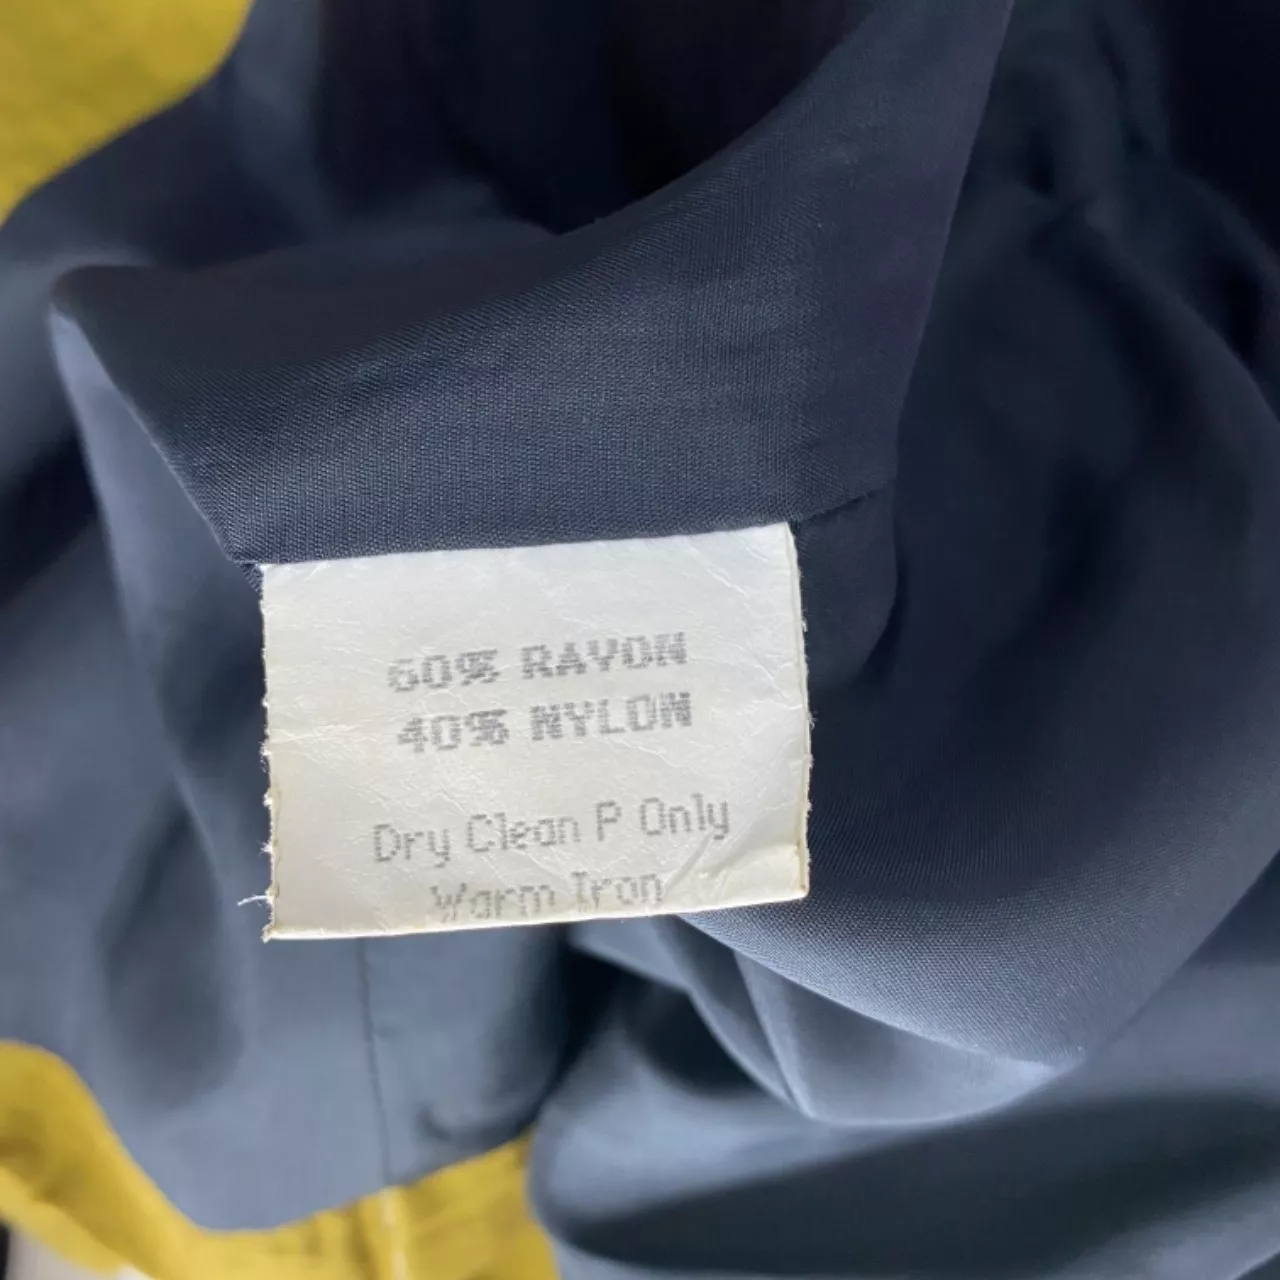 60% RAYON
40% NYLON
Dry Clean P Only
Warm Iron